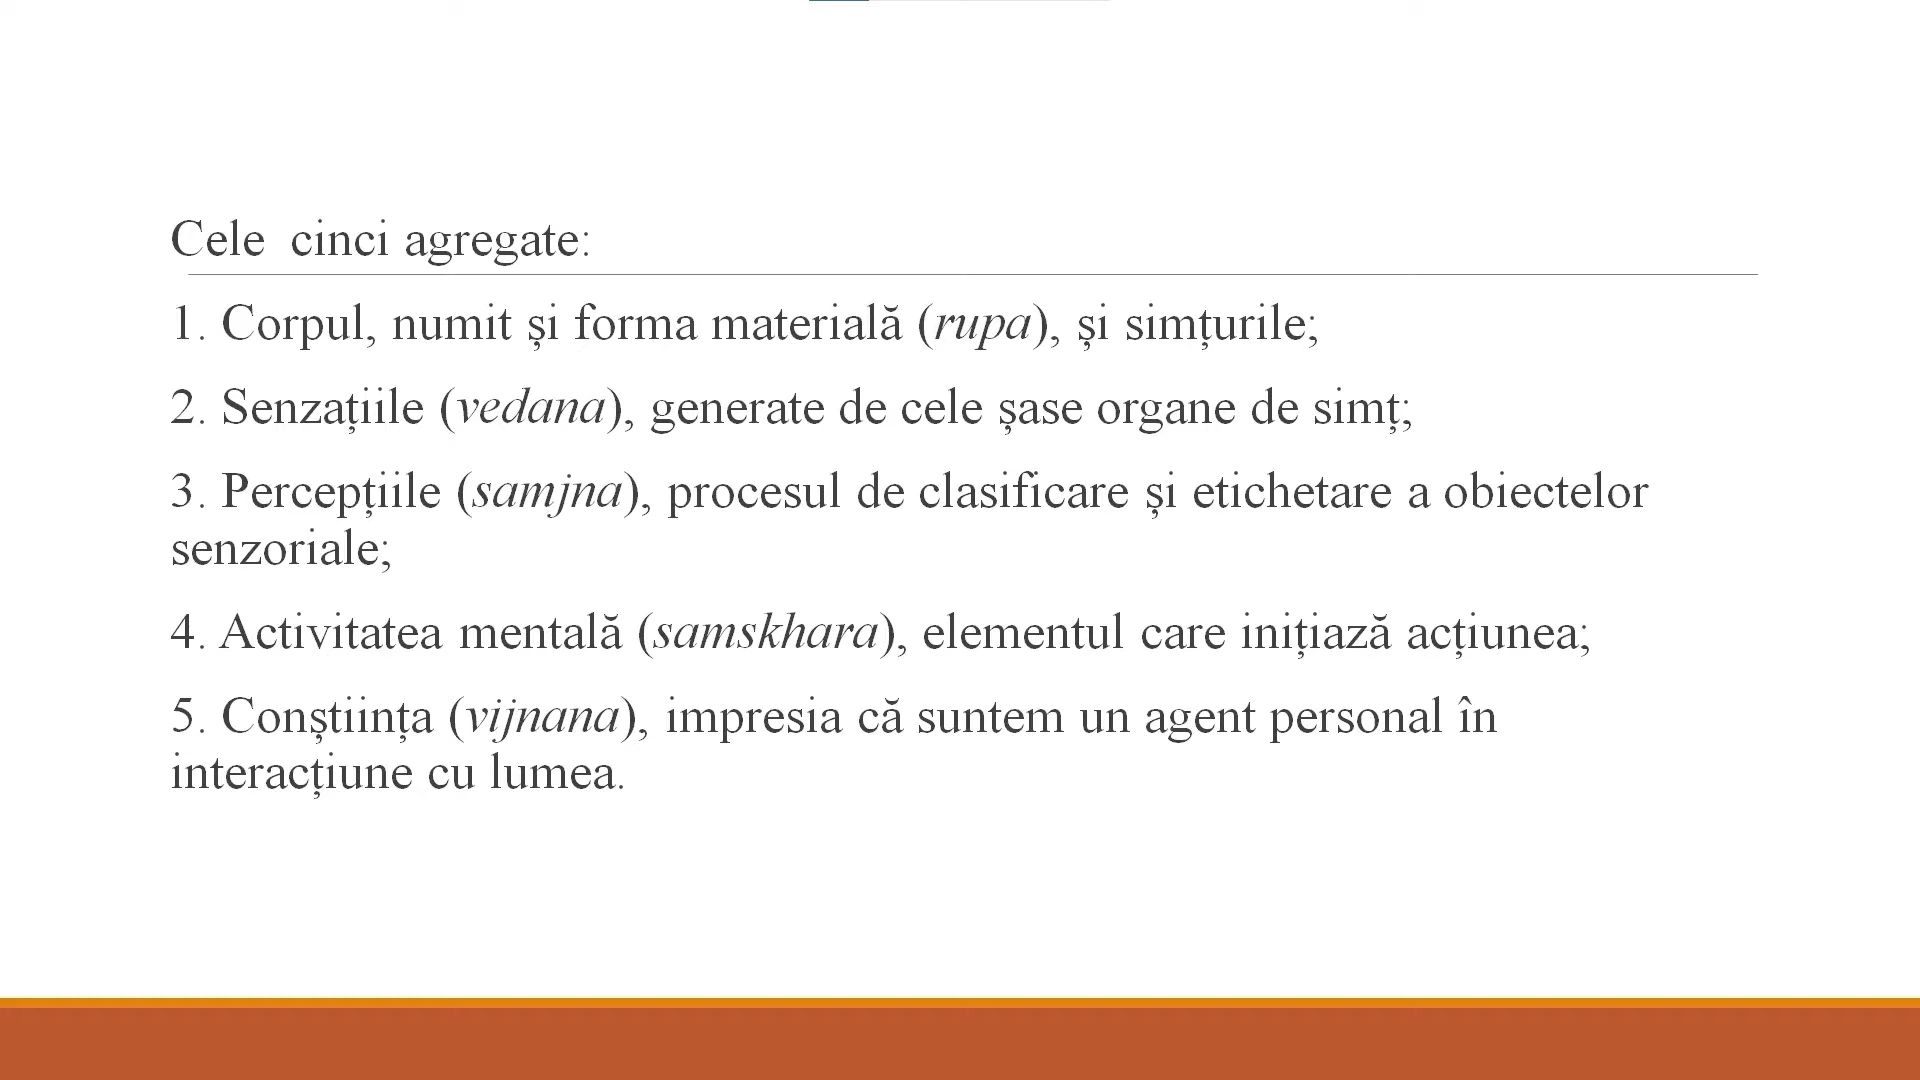 Cele cinci agregate:
1. Corpul, numit și forma materială (rupa), și simțurile;
2. Senzațiile (vedana), generate de cele șase organe de simț;
3. Percepțiile (samjna), procesul de clasificare și etichetare a obiectelor
senzoriale;
4. Activitatea mentală (samskhara), elementul care inițiază acțiunea;
5. Conștiința (vijnana), impresia că suntem un agent personal în
interacțiune cu lumea.